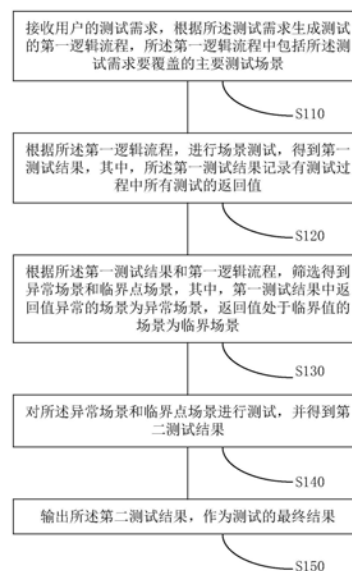 接收用户的测试需求，根据所述测试需求生成测试
的第一逻辑流程，所述第一逻辑流程中包括所述测
试需求要覆盖的主要测试场景
S110
根据所述第一逻辑流程，进行场景测试，得到第一
测试结果，其中，所述第一测试结果记录有测试过
程中所有测试的返回值
S120
根据所述第一测试结果和第一逻辑流程，筛选得到
异常场景和临界点场景，其中，第一测试结果中返
回值异常的场景为异常场景，返回值处于临界值的
场景为临界场景
S130
对所述异常场景和临界点场景进行测试，并得到第
二测试结果
S140
输出所述第二测试结果，作为测试的最终结果
S150